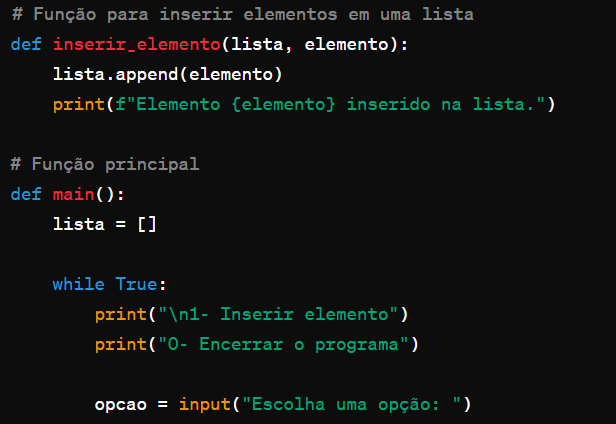 # Função para inserir elementos em uma lista
def inserir_elemento(lista, elemento):
    lista.append(elemento)
    print(f"Elemento {elemento} inserido na lista.")
# Função principal
def main():
    lista = []
    while True:
        print("\n1- Inserir elemento")
        print("0- Encerrar o programa")
        opcao = input("Escolha uma opção: ")